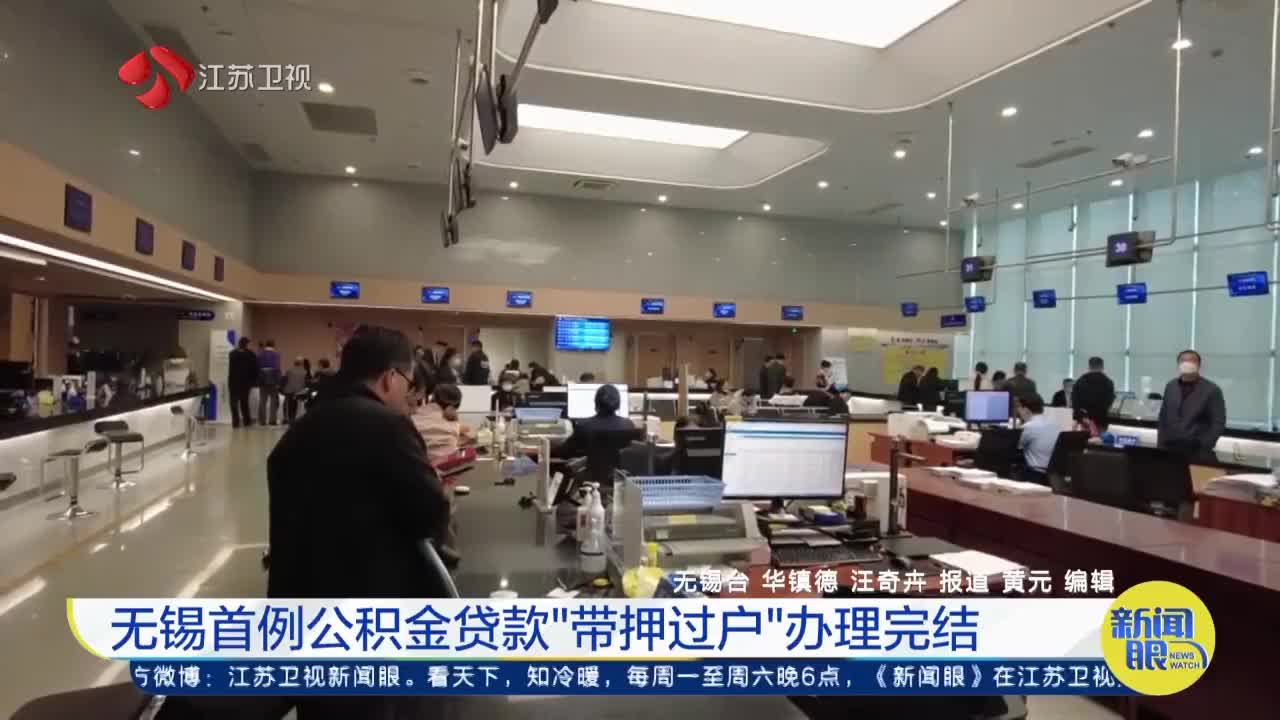 江苏卫视
30
31
无锡台 华镇德 汪奇卉 报道 黄元 编辑
无锡首例公积金贷款"带押过户"办理完结
新闻眼
NEWS WATCH
方微博：江苏卫视新闻眼。看天下，知冷暖，每周一至周六晚6点，《新闻眼》在江苏卫视